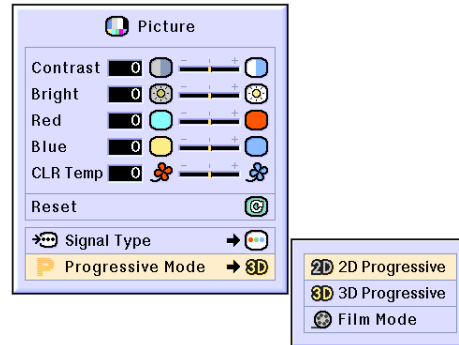 Picture
Contrast 0 - +
Bright 0 - +
Red 0 - +
Blue 0 - +
CLR Temp 0 - +
Reset
Signal Type
P Progressive Mode 3D
2D 2D Progressive
3D 3D Progressive
Film Mode